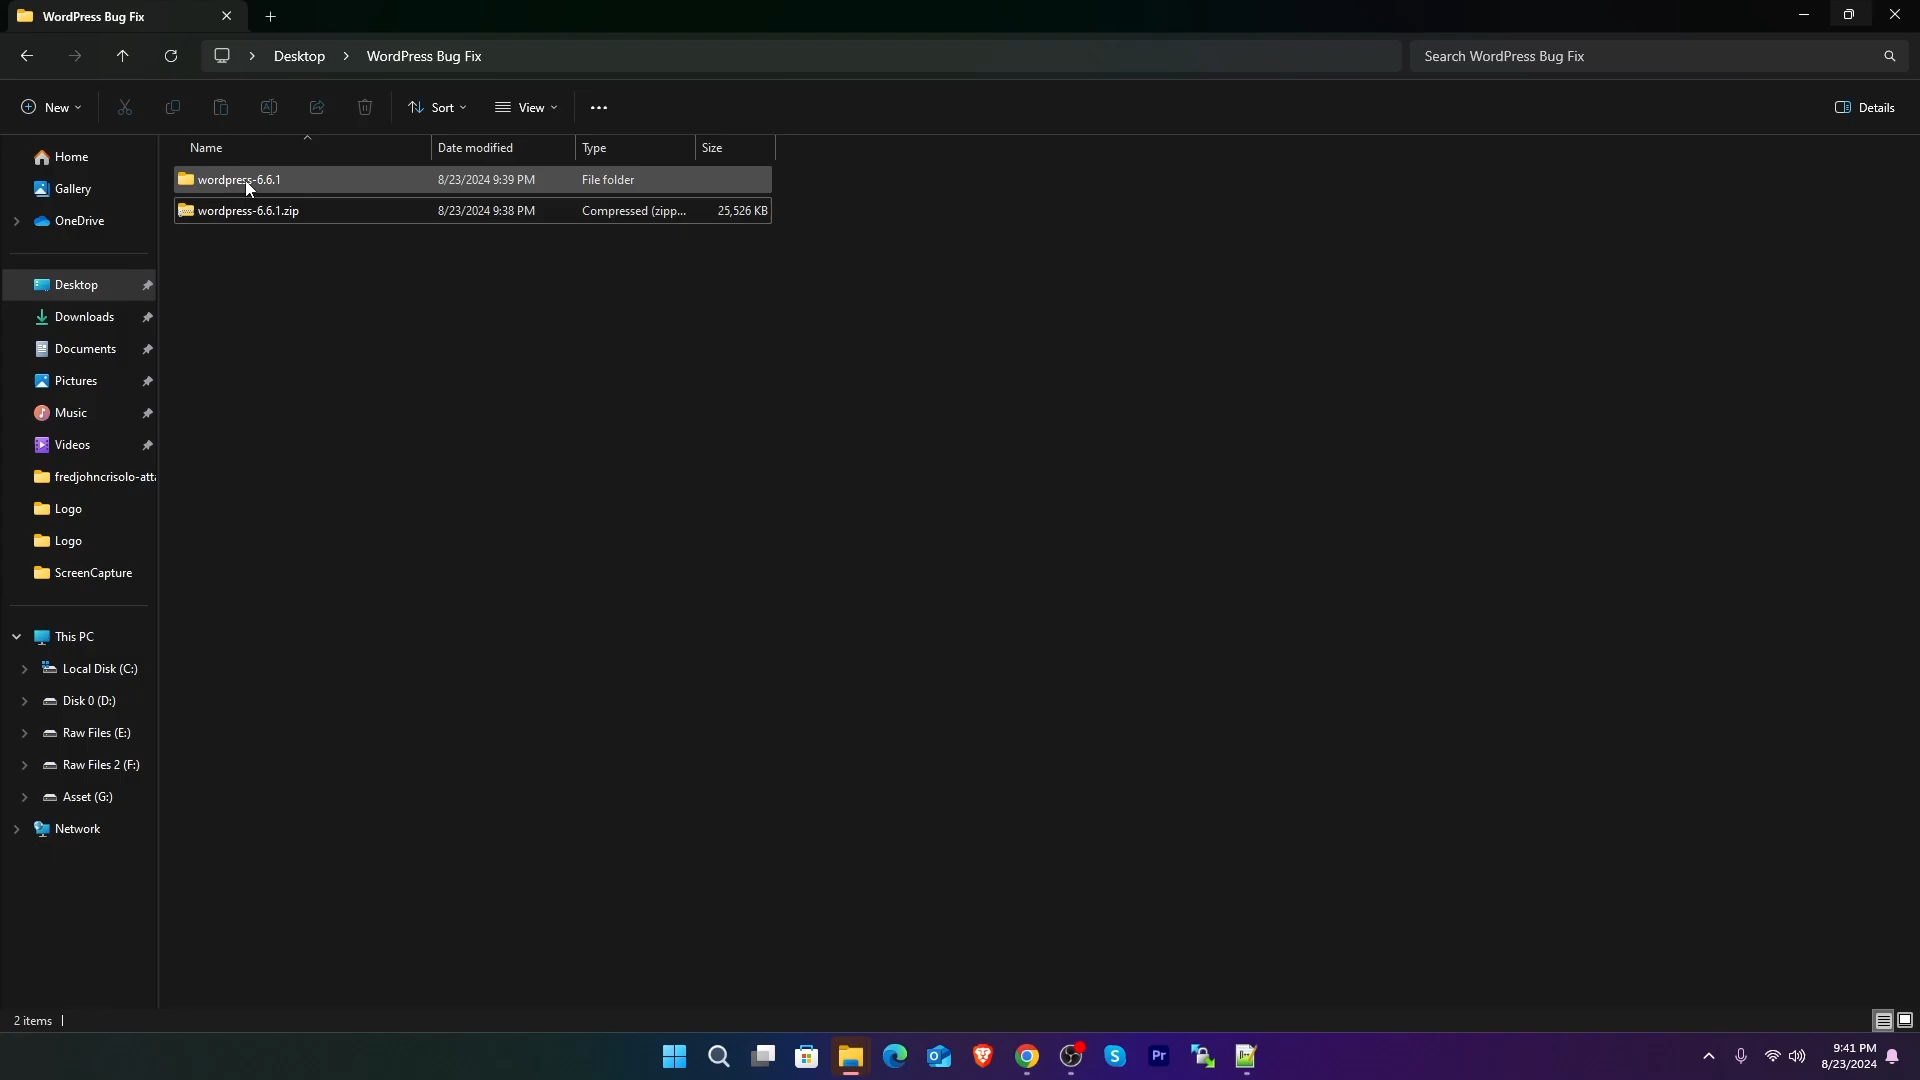 WordPress Bug Fix
Desktop
WordPress Bug Fix
Search WordPress Bug Fix
New
Sort
View
Details
Name
Date modified
Type
Size
wordpress-6.6.1
8/23/2024 9:39 PM
File folder
wordpress-6.6.1.zip
8/23/2024 9:38 PM
Compressed (zipp...
25,526 KB
Home
Gallery
OneDrive
Desktop
Downloads
Documents
Pictures
Music
Videos
fredjohncrisolo-atta
Logo
Logo
ScreenCapture
This PC
Local Disk (C:)
Disk 0 (D:)
Raw Files (E:)
Raw Files 2 (F:)
Asset (G:)
Network
2 items
Pr
9:41 PM
8/23/2024